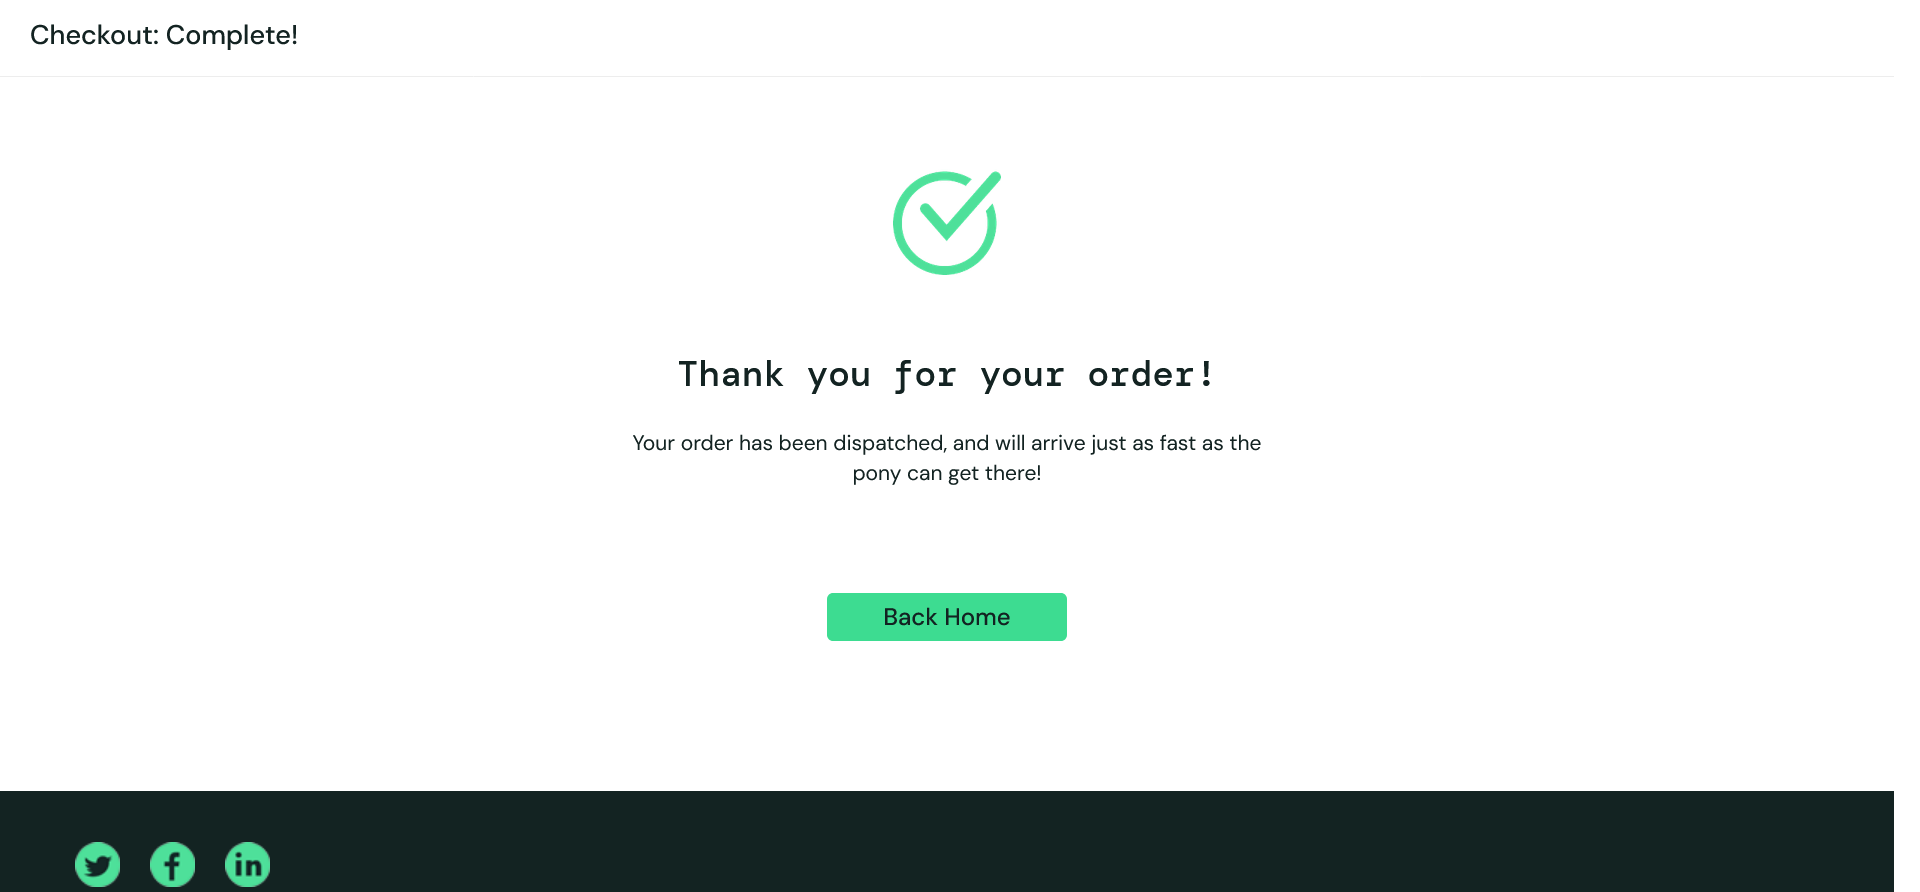 Checkout: Complete!
Thank you for your order!
Your order has been dispatched, and will arrive just as fast as the
pony can get there!
Back Home